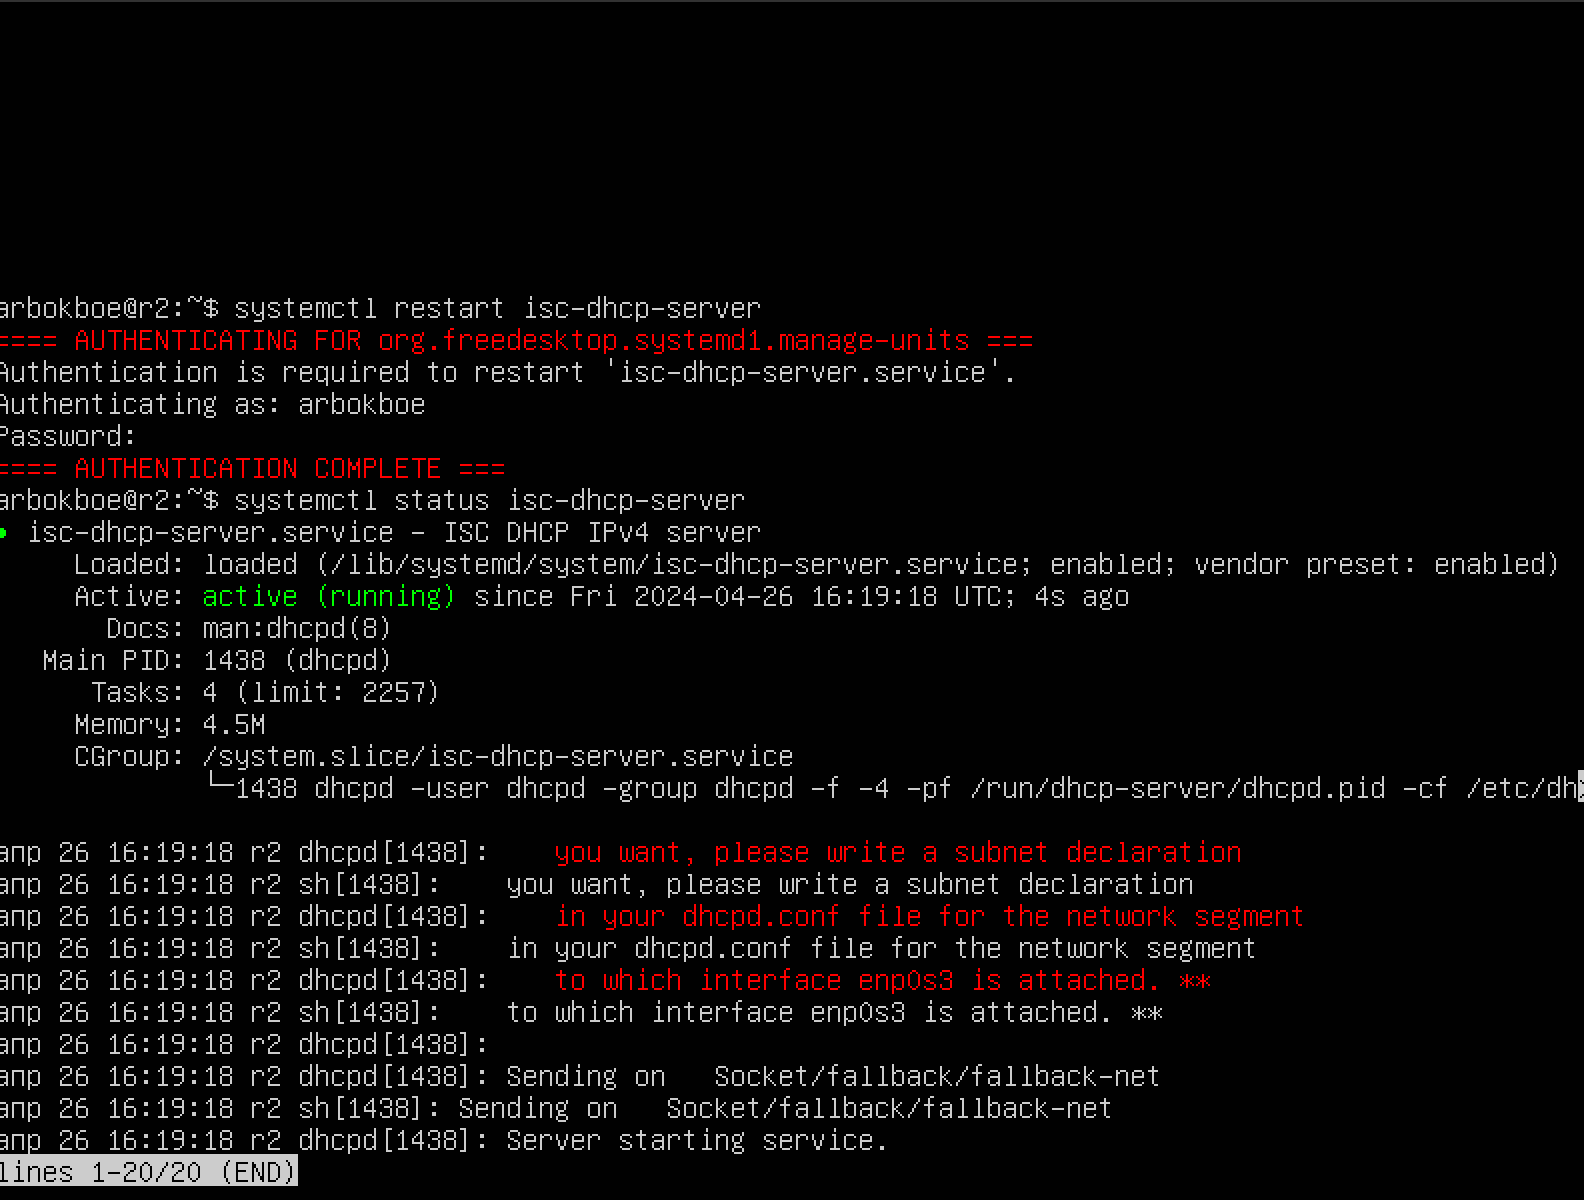 arbokboe@r2:~$ systemctl restart isc-dhcp-server
==== AUTHENTICATING FOR org.freedesktop.systemd1.manage-units ===
Authentication is required to restart 'isc-dhcp-server.service'.
Authenticating as: arbokboe
Password:
==== AUTHENTICATION COMPLETE ===
arbokboe@r2:~$ systemctl status isc-dhcp-server
● isc-dhcp-server.service - ISC DHCP IPv4 server
Loaded: loaded (/lib/systemd/system/isc-dhcp-server.service; enabled; vendor preset: enabled)
Active: active (running) since Fri 2024-04-26 16:19:18 UTC; 4s ago
Docs: man:dhcpd(8)
Main PID: 1438 (dhcpd)
Tasks: 4 (limit: 2257)
Memory: 4.5M
CGroup: /system.slice/isc-dhcp-server.service
└─1438 dhcpd -user dhcpd -group dhcpd -f -4 -pf /run/dhcp-server/dhcpd.pid -cf /etc/dh>
апр 26 16:19:18 r2 dhcpd[1438]: you want, please write a subnet declaration
апр 26 16:19:18 r2 sh[1438]: you want, please write a subnet declaration
апр 26 16:19:18 r2 dhcpd[1438]: in your dhcpd.conf file for the network segment
апр 26 16:19:18 r2 sh[1438]: in your dhcpd.conf file for the network segment
апр 26 16:19:18 r2 dhcpd[1438]: to which interface enp0s3 is attached. **
апр 26 16:19:18 r2 sh[1438]: to which interface enp0s3 is attached. **
апр 26 16:19:18 r2 dhcpd[1438]:
апр 26 16:19:18 r2 dhcpd[1438]: Sending on Socket/fallback/fallback-net
апр 26 16:19:18 r2 sh[1438]: Sending on Socket/fallback/fallback-net
апр 26 16:19:18 r2 dhcpd[1438]: Server starting service.
lines 1-20/20 (END)